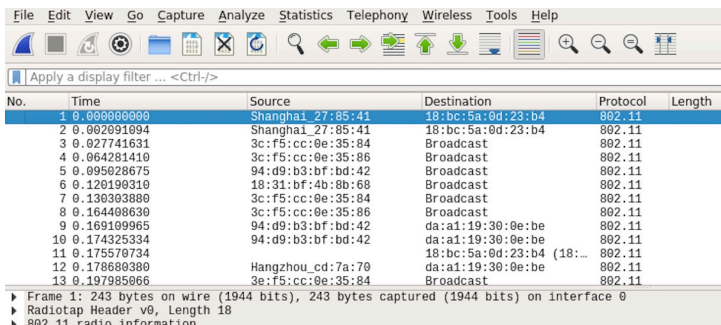 File Edit View Go Capture Analyze Statistics Telephony Wireless Tools Help
Apply a display filter ... <Ctrl-/>
No. Time Source Destination Protocol Length
1 0.000000000 Shanghai_27:85:41 18:bc:5a:0d:23:b4 802.11
2 0.002091094 Shanghai_27:85:41 18:bc:5a:0d:23:b4 802.11
3 0.027741631 3c:f5:cc:0e:35:84 Broadcast 802.11
4 0.064281410 3c:f5:cc:0e:35:86 Broadcast 802.11
5 0.095028675 94:d9:b3:bf:bd:42 Broadcast 802.11
6 0.120190310 18:31:bf:4b:8b:68 Broadcast 802.11
7 0.130303880 3c:f5:cc:0e:35:84 Broadcast 802.11
8 0.164408630 3c:f5:cc:0e:35:86 Broadcast 802.11
9 0.169109965 94:d9:b3:bf:bd:42 da:a1:19:30:0e:be 802.11
10 0.174325334 94:d9:b3:bf:bd:42 da:a1:19:30:0e:be 802.11
11 0.175570734 18:bc:5a:0d:23:b4 (18:… 802.11
12 0.178680380 Hangzhou_cd:7a:70 da:a1:19:30:0e:be 802.11
13 0.197985066 3e:f5:cc:0e:35:84 Broadcast 802.11
Frame 1: 243 bytes on wire (1944 bits), 243 bytes captured (1944 bits) on interface 0
Radiotap Header v0, Length 18
802.11 radio information